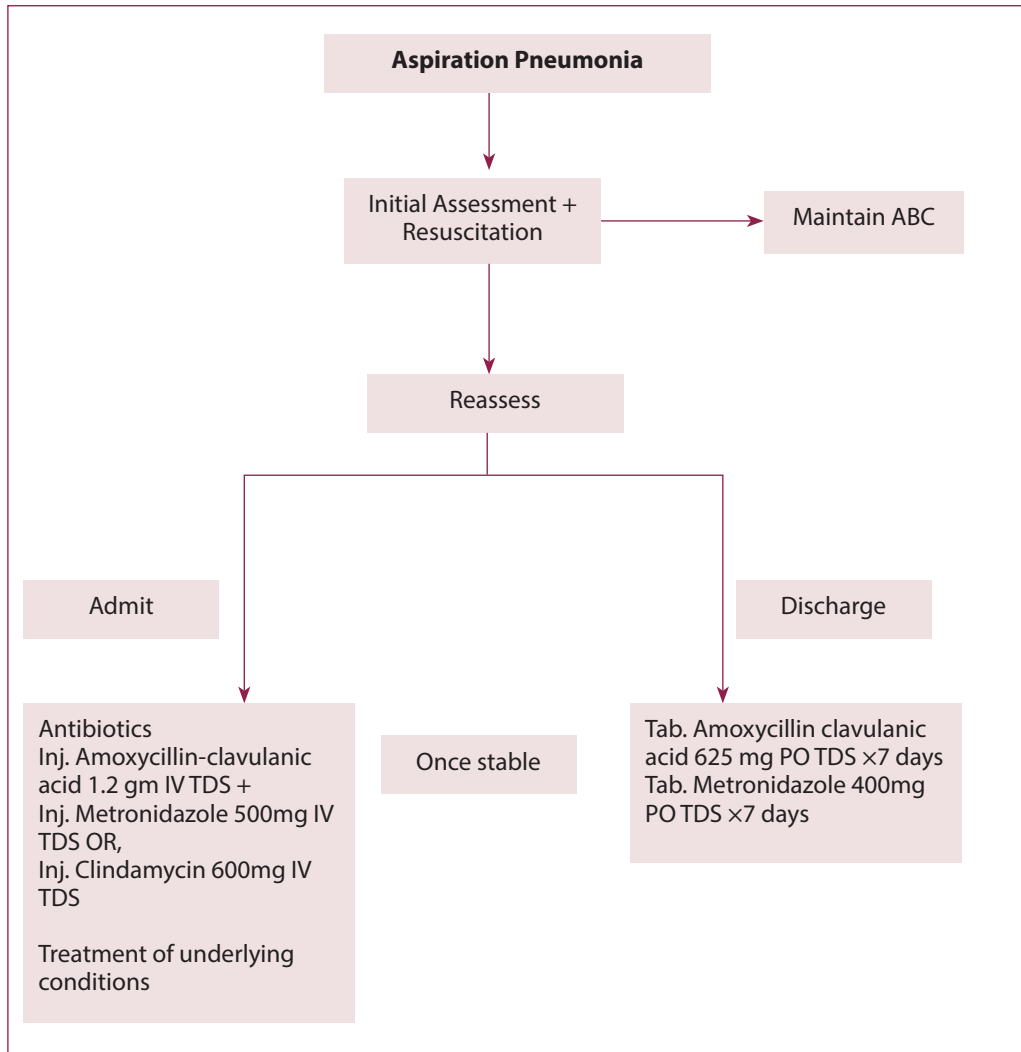 Aspiration Pneumonia
Initial Assessment +
Resuscitation
Maintain ABC
Reassess
Admit
Discharge
Antibiotics
Inj. Amoxycillin-clavulanic
acid 1.2 gm IV TDS +
Inj. Metronidazole 500mg IV
TDS OR,
Inj. Clindamycin 600mg IV
TDS
Treatment of underlying
conditions
Once stable
Tab. Amoxycillin clavulanic
acid 625 mg PO TDS ×7 days
Tab. Metronidazole 400mg
PO TDS ×7 days